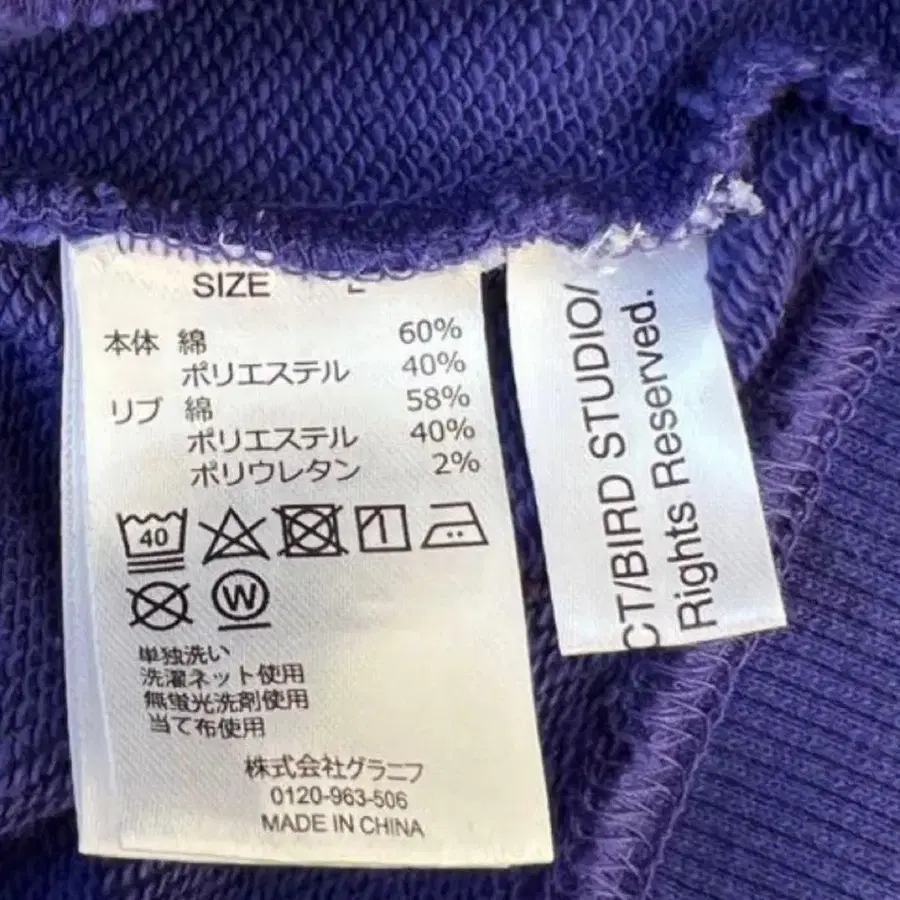 SIZE L
本体 綿 60%
ポリエステル 40%
リブ 綿 58%
ポリエステル 40%
ポリウレタン 2%
40
W
単独洗い
洗濯ネット使用
無蛍光洗剤使用
当て布使用
株式会社グラニフ
0120-963-506
MADE IN CHINA
CT/BIRD STUDIO/
Rights Reserved.